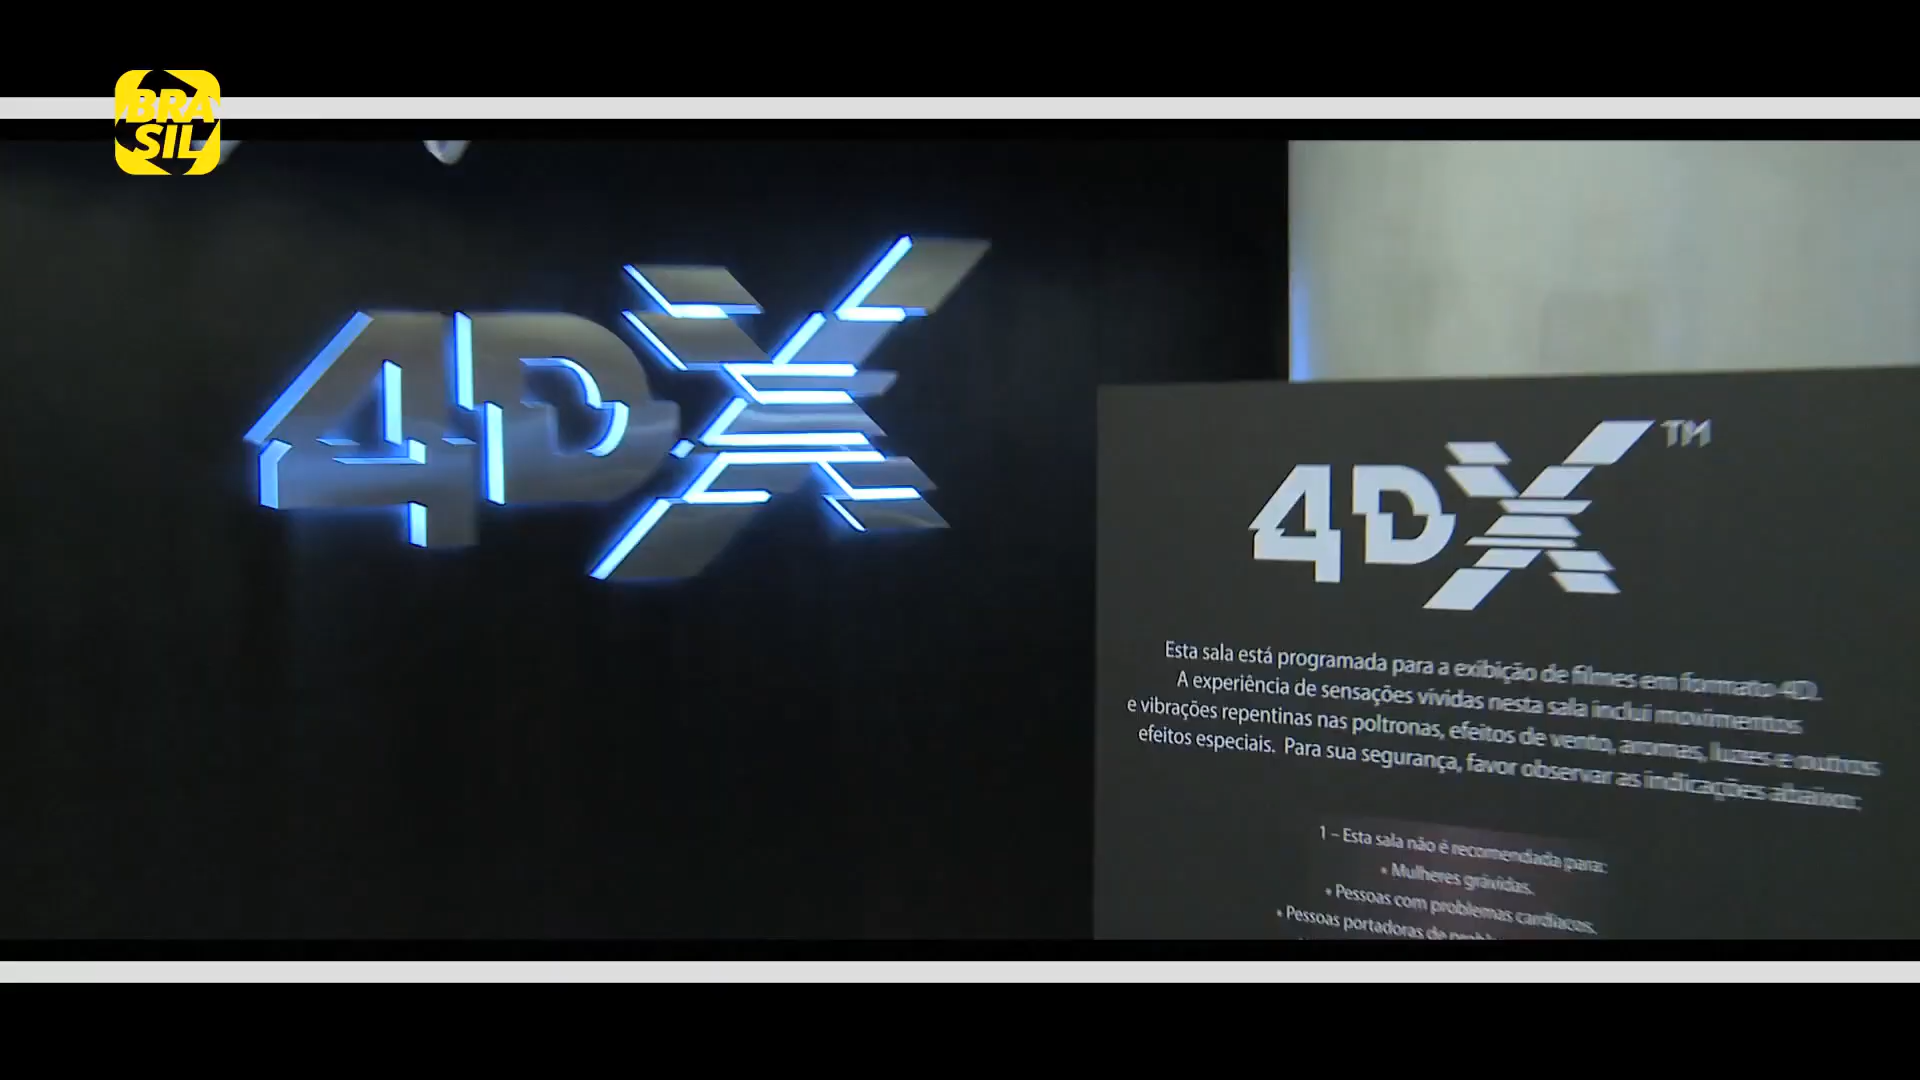 BRA
SIL
4DX
4DX™
Esta sala está programada para a exibição de filmes em formato 4D.
A experiência de sensações vívidas nesta sala inclui movimentos
e vibrações repentinas nas poltronas, efeitos de vento, aromas, luzes e outros
efeitos especiais. Para sua segurança, favor observar as indicações abaixo:
1 – Esta sala não é recomendada para:
• Mulheres grávidas.
• Pessoas com problemas cardíacos.
• Pessoas portadoras de